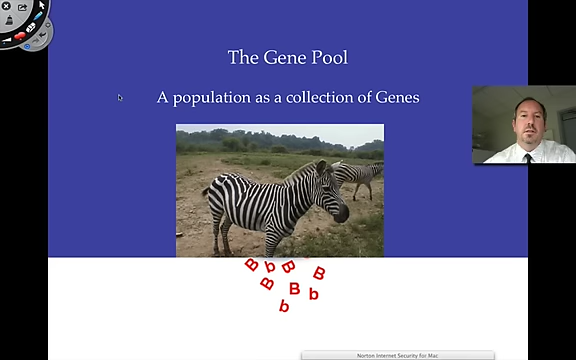 The Gene Pool
A population as a collection of Genes
B b B B
B B b
b
Norton Internet Security for Mac